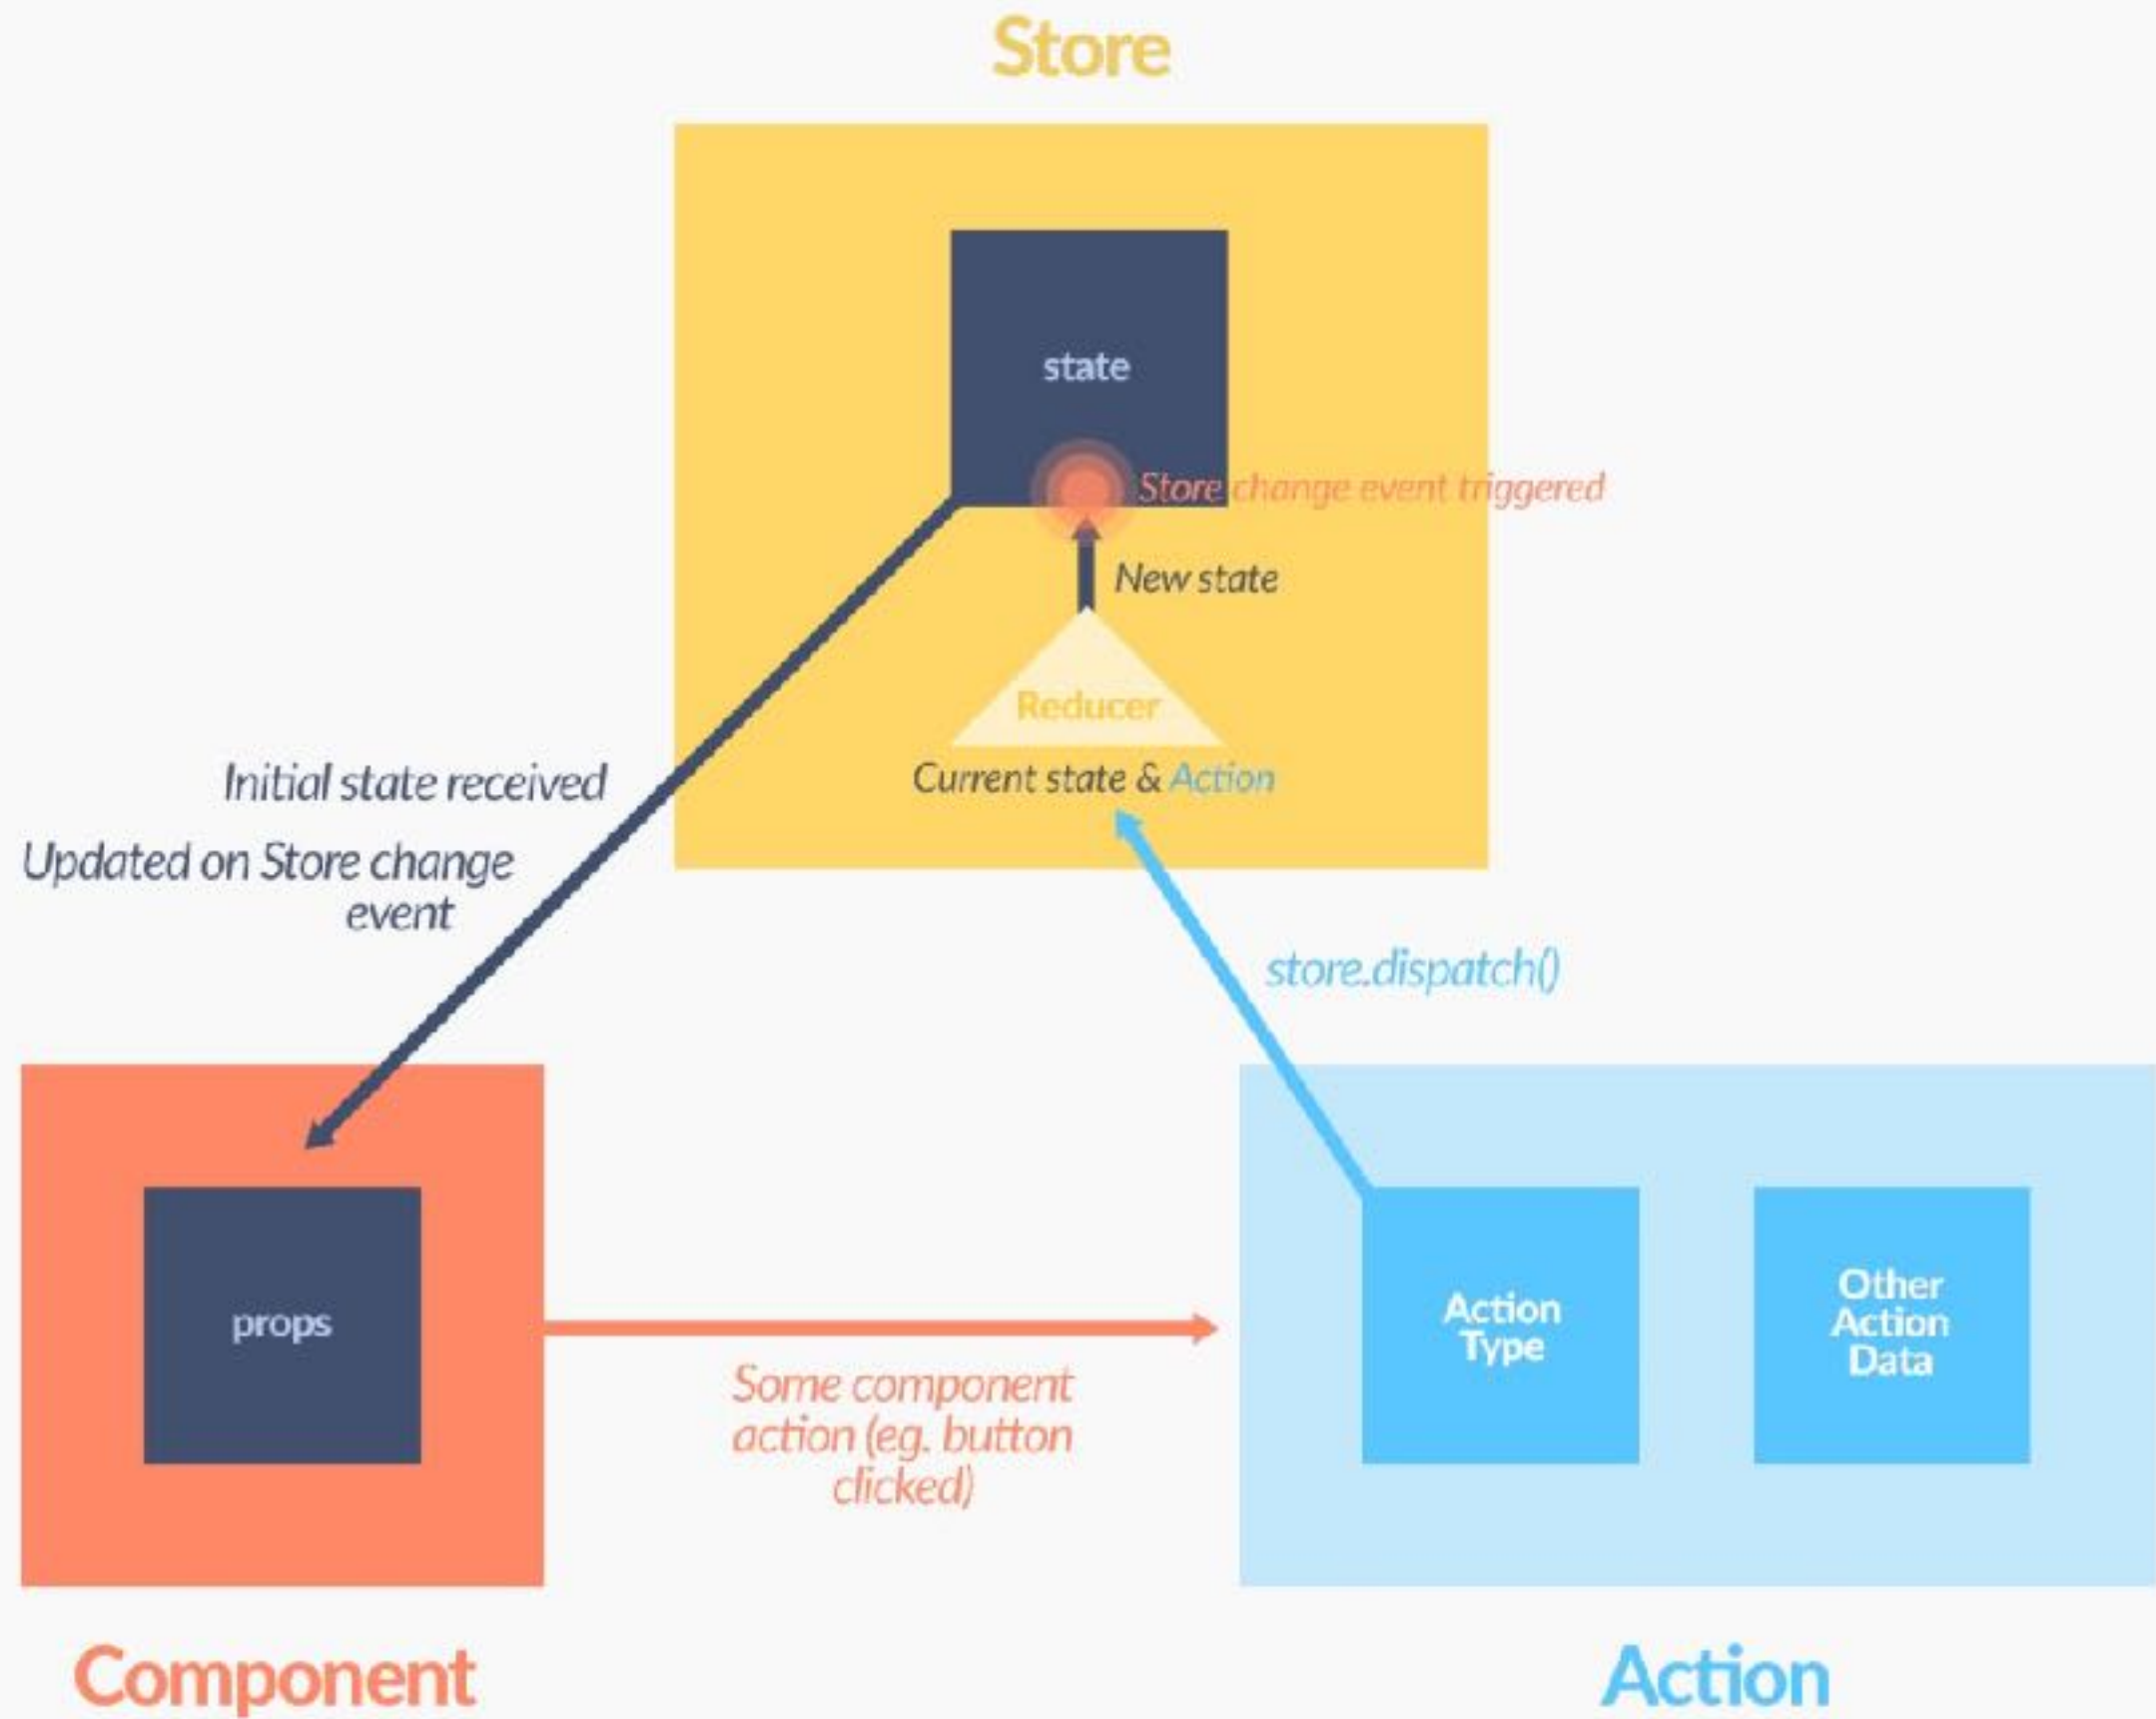 Store
state
Store change event triggered
New state
Reducer
Current state & Action
Initial state received
Updated on Store change
event
store.dispatch()
props
Some component
action (eg. button
clicked)
Action
Type
Other
Action
Data
Component
Action